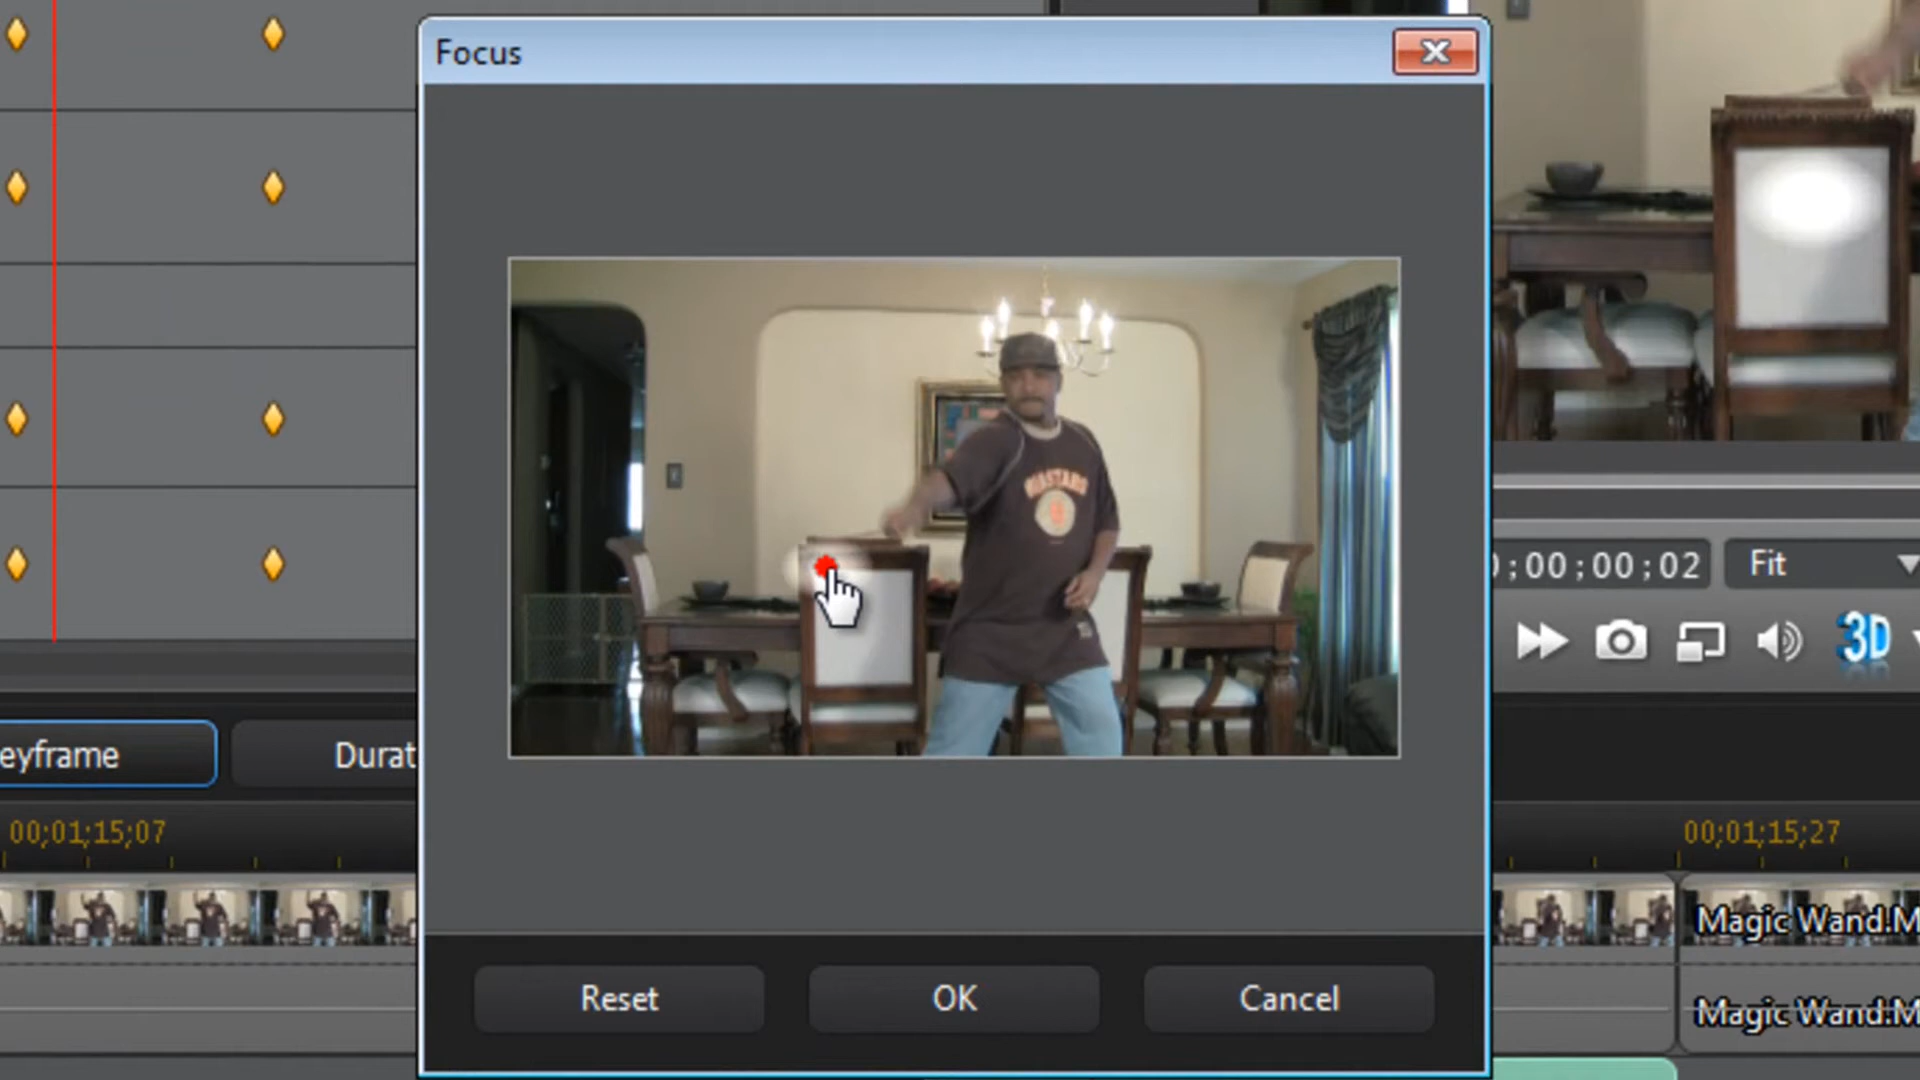 Focus
;00;00;02
Fit
3D
eyframe
Durat
00;01;15;07
00;01;15;27
Magic Wand.M
Magic Wand.M
Reset
OK
Cancel